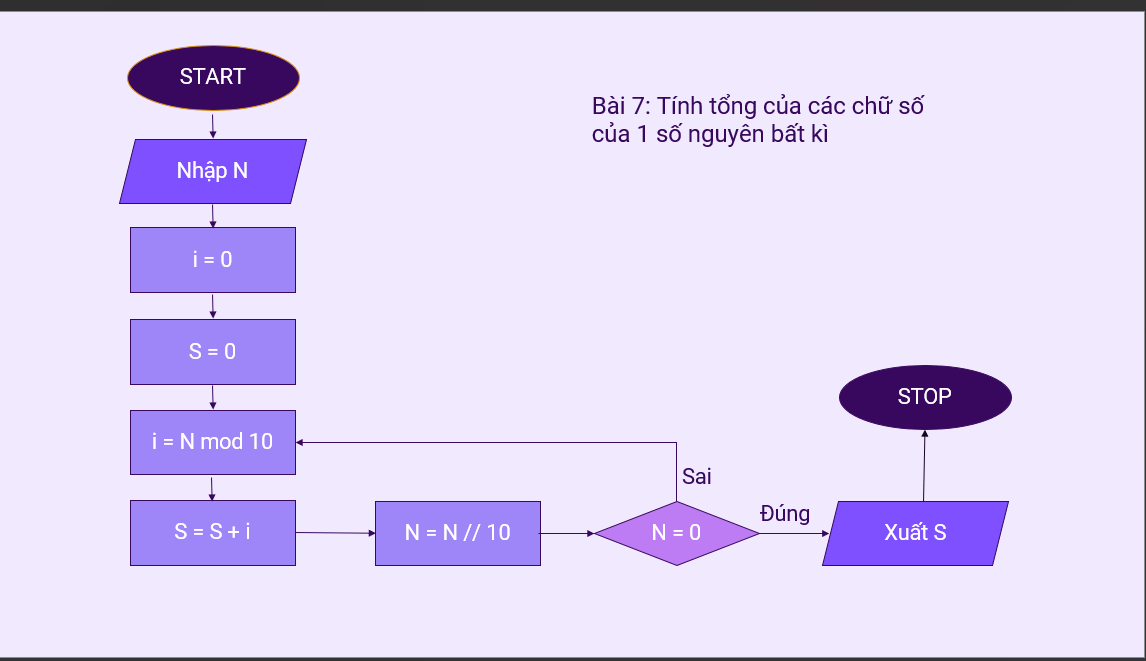 START
Bài 7: Tính tổng của các chữ số
của 1 số nguyên bất kì
Nhập N
i = 0
S = 0
i = N mod 10
S = S + i
N = N // 10
N = 0
Sai
Đúng
Xuất S
STOP